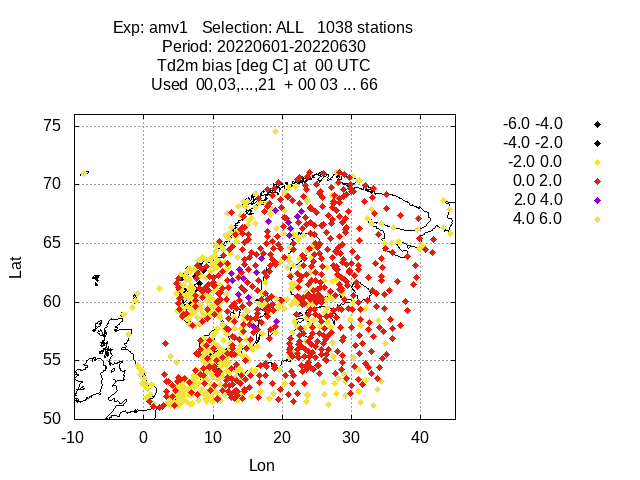 Exp: amv1   Selection: ALL   1038 stations
Period: 20220601-20220630
Td2m bias [deg C] at  00 UTC
Used  00,03,...,21  + 00 03 ... 66
-6.0 -4.0
-4.0 -2.0
-2.0 0.0
0.0 2.0
2.0 4.0
4.0 6.0
75
70
65
60
55
50
Lat
-10 0 10 20 30 40
Lon